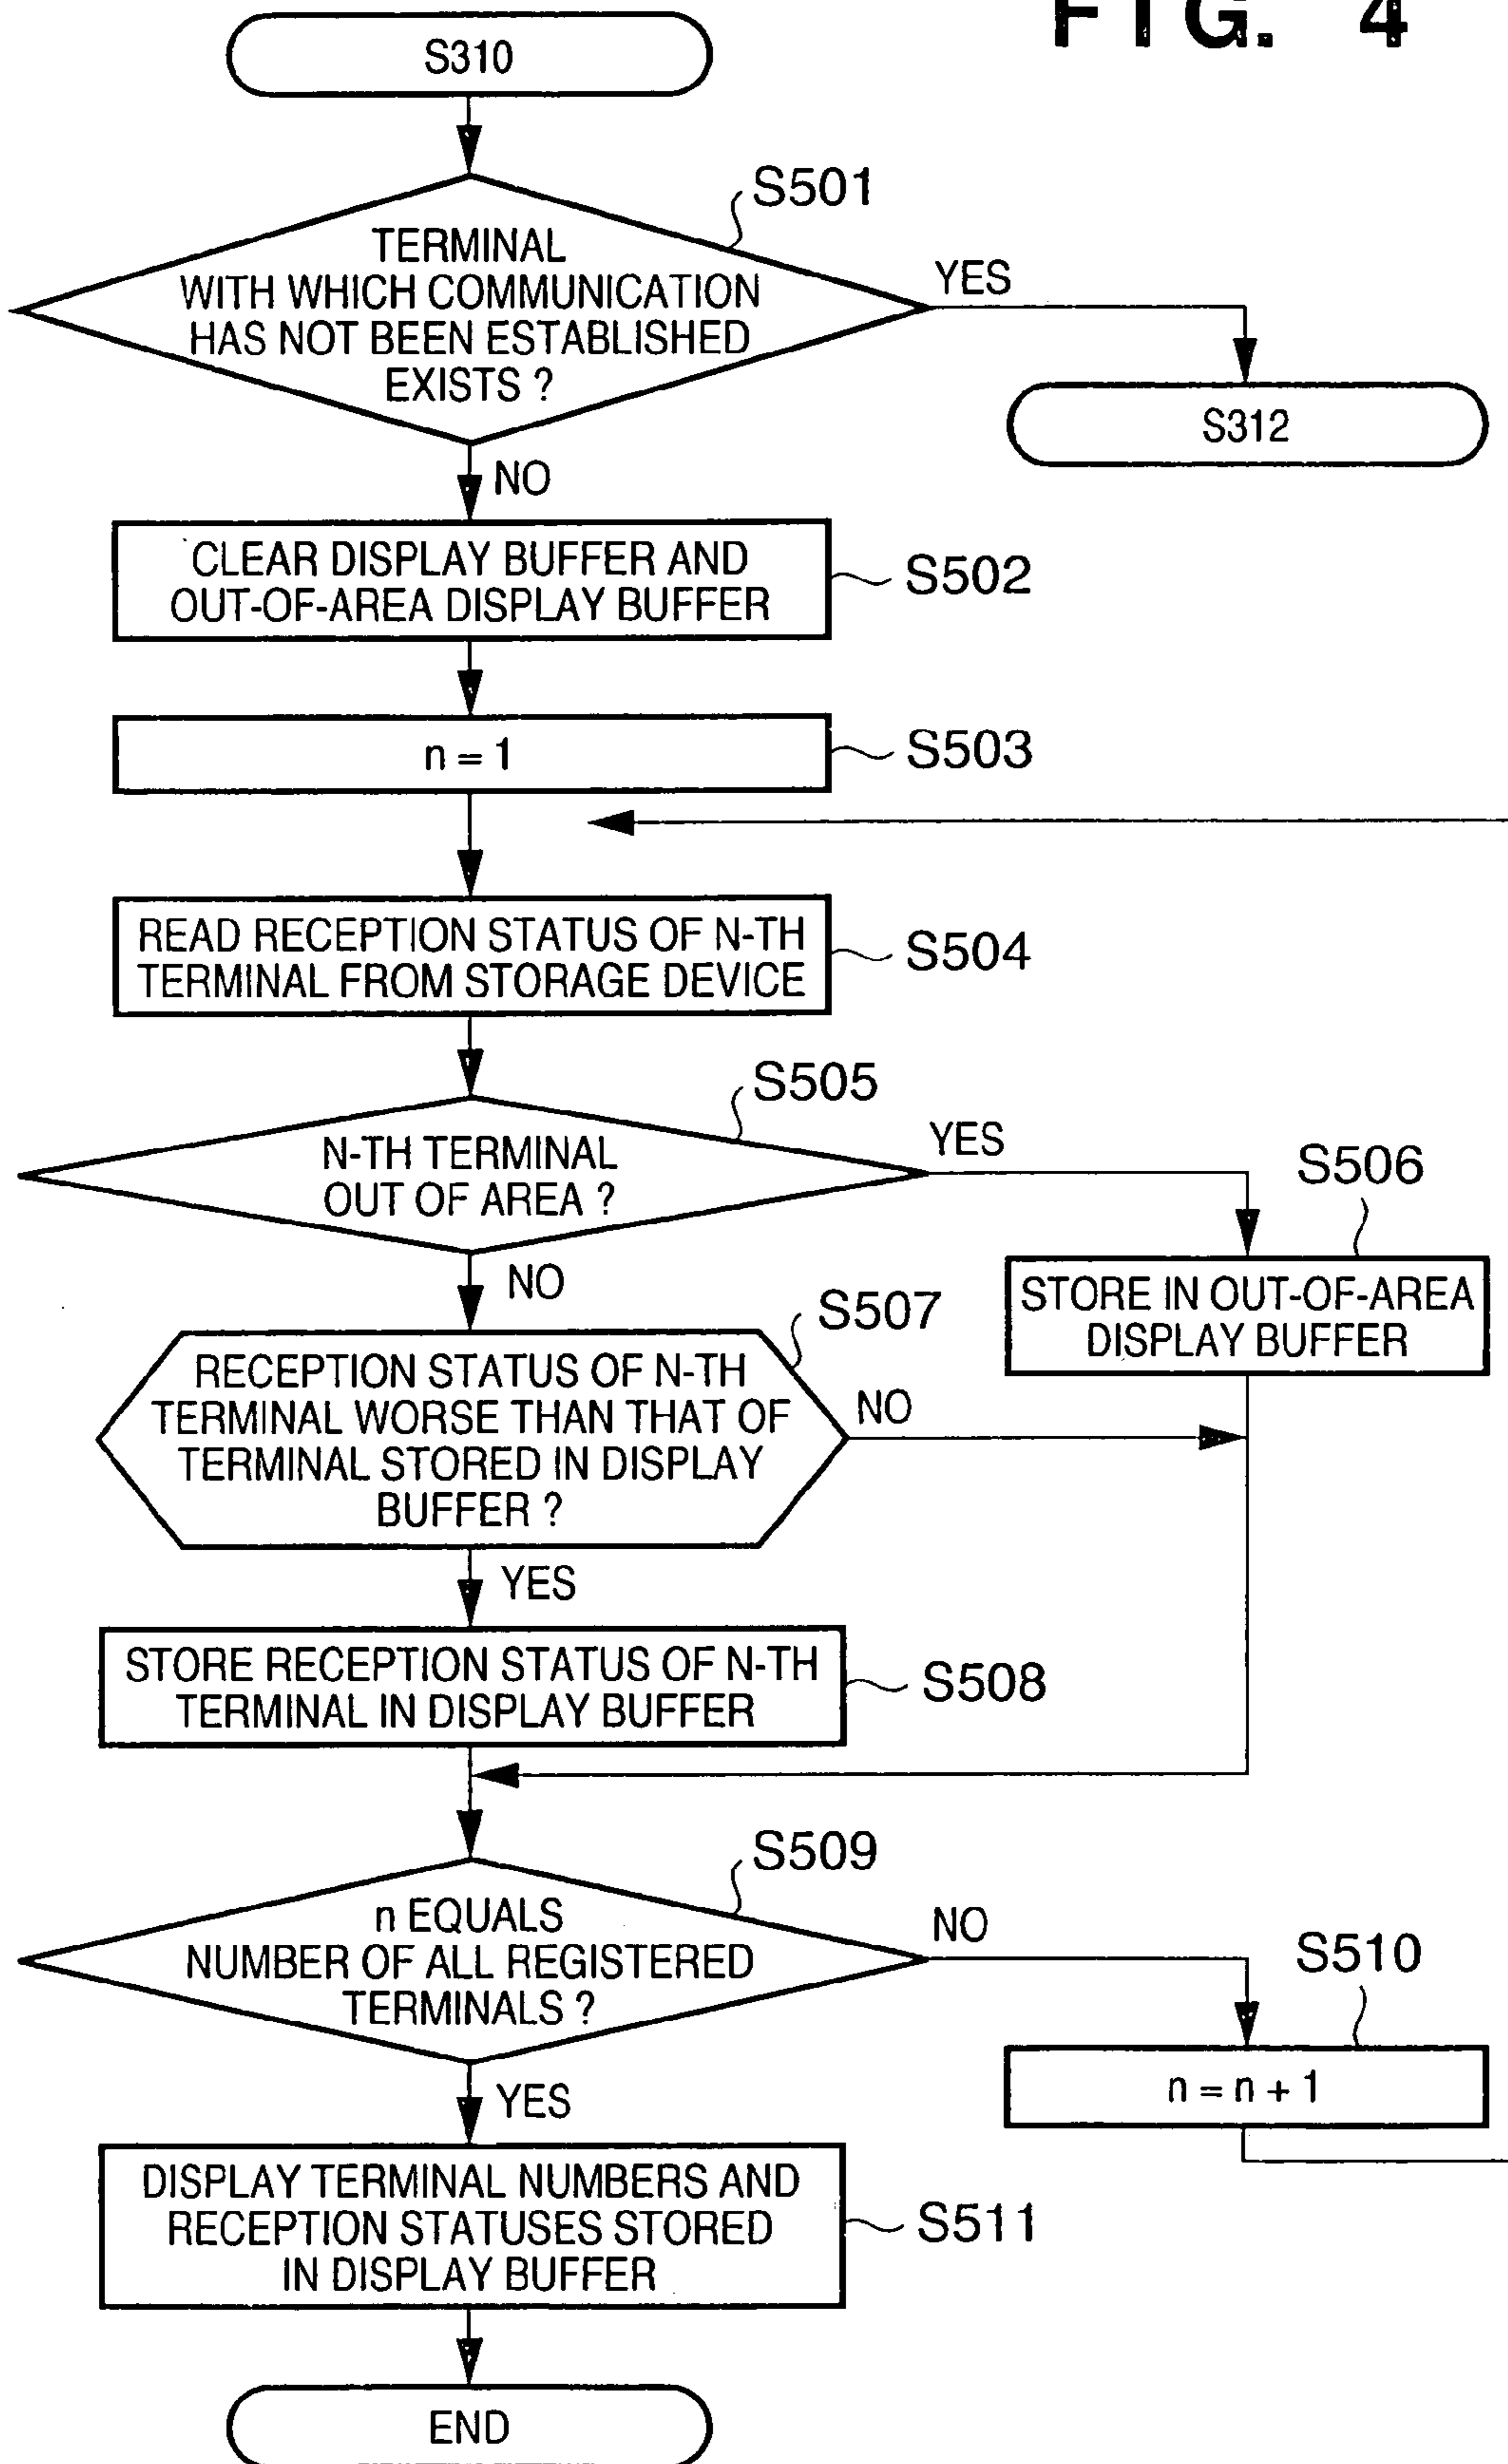 FIG. 4
S310
S501
TERMINAL
WITH WHICH COMMUNICATION
HAS NOT BEEN ESTABLISHED
EXISTS ?
YES
S312
NO
CLEAR DISPLAY BUFFER AND
OUT-OF-AREA DISPLAY BUFFER
S502
n = 1
S503
READ RECEPTION STATUS OF N-TH
TERMINAL FROM STORAGE DEVICE
S504
S505
N-TH TERMINAL
OUT OF AREA ?
YES
S506
STORE IN OUT-OF-AREA
DISPLAY BUFFER
NO
S507
RECEPTION STATUS OF N-TH
TERMINAL WORSE THAN THAT OF
TERMINAL STORED IN DISPLAY
BUFFER ?
NO
YES
STORE RECEPTION STATUS OF N-TH
TERMINAL IN DISPLAY BUFFER
S508
S509
n EQUALS
NUMBER OF ALL REGISTERED
TERMINALS ?
NO
S510
n = n + 1
YES
DISPLAY TERMINAL NUMBERS AND
RECEPTION STATUSES STORED
IN DISPLAY BUFFER
S511
END